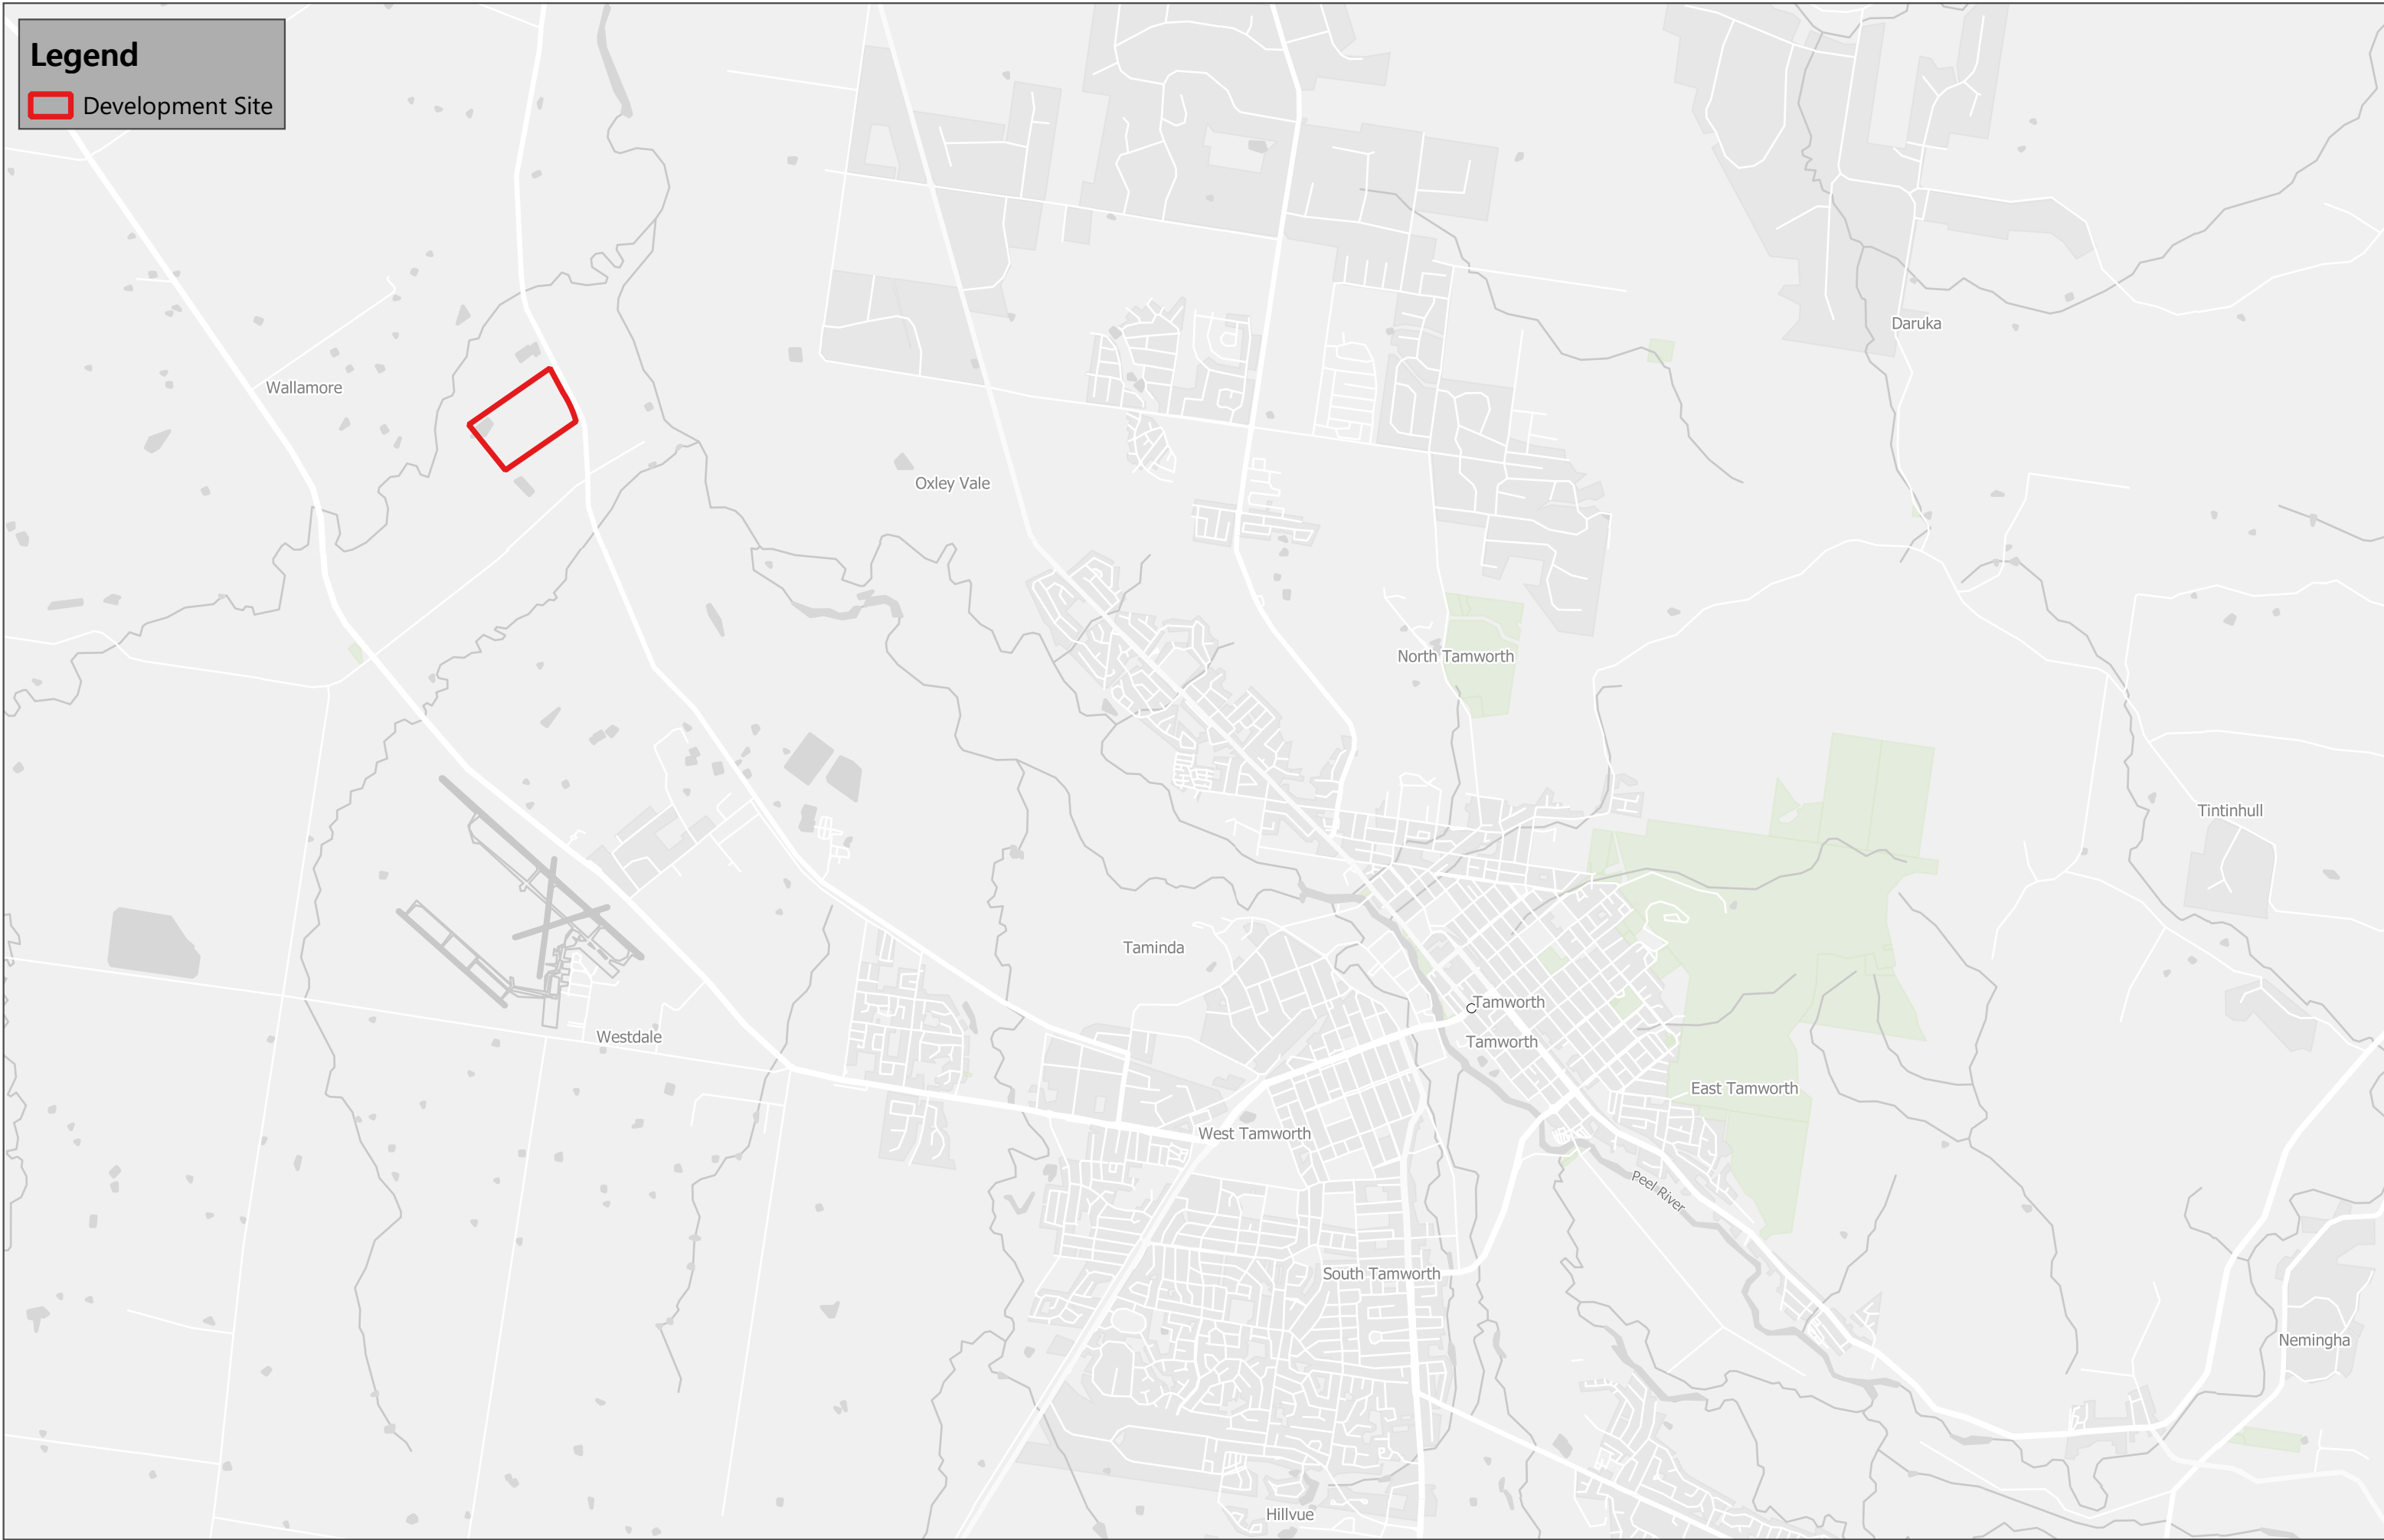 Legend
Development Site
Daruka
Wallamore
Oxley Vale
North Tamworth
Tintinhull
Taminda
Tamworth
Westdale
Tamworth
East Tamworth
West Tamworth
Peel River
South Tamworth
Nemingha
Hillvue